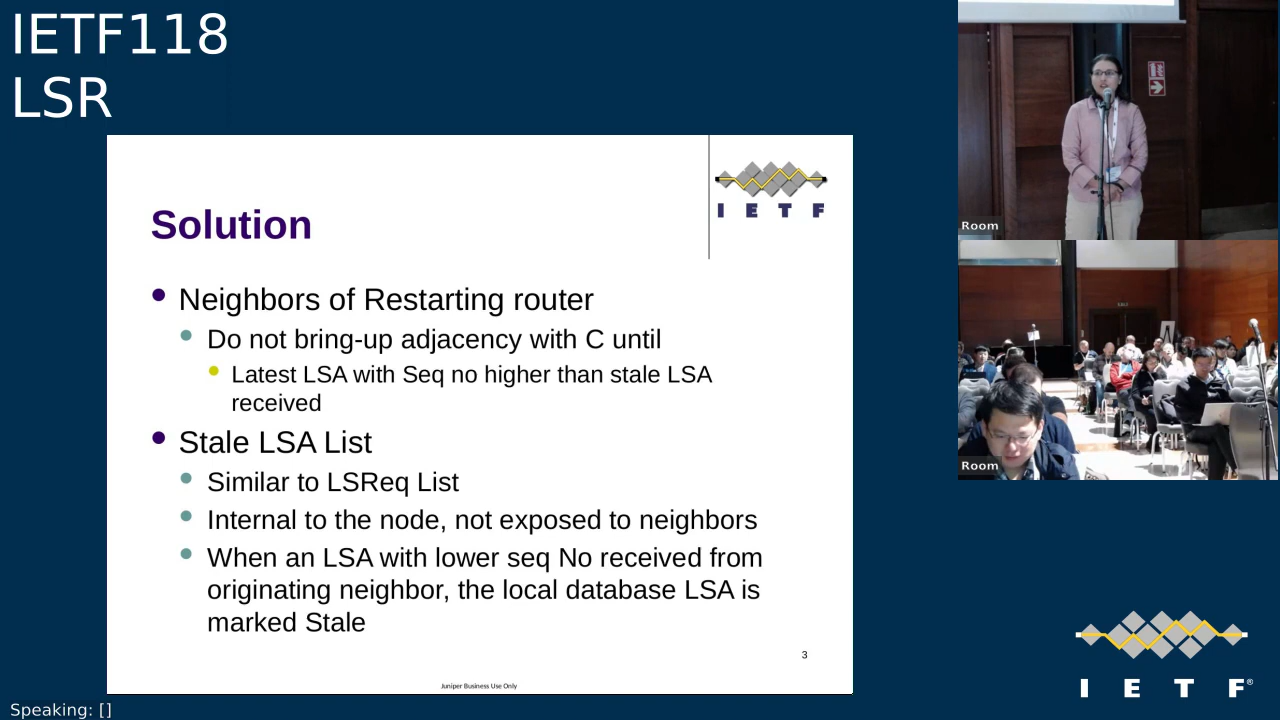 IETF118
LSR
I E T F
Solution
Neighbors of Restarting router
Do not bring-up adjacency with C until
Latest LSA with Seq no higher than stale LSA
received
Stale LSA List
Similar to LSReq List
Internal to the node, not exposed to neighbors
When an LSA with lower seq No received from
originating neighbor, the local database LSA is
marked Stale
3
Juniper Business Use Only
Room
Room
I E T F®
Speaking: []